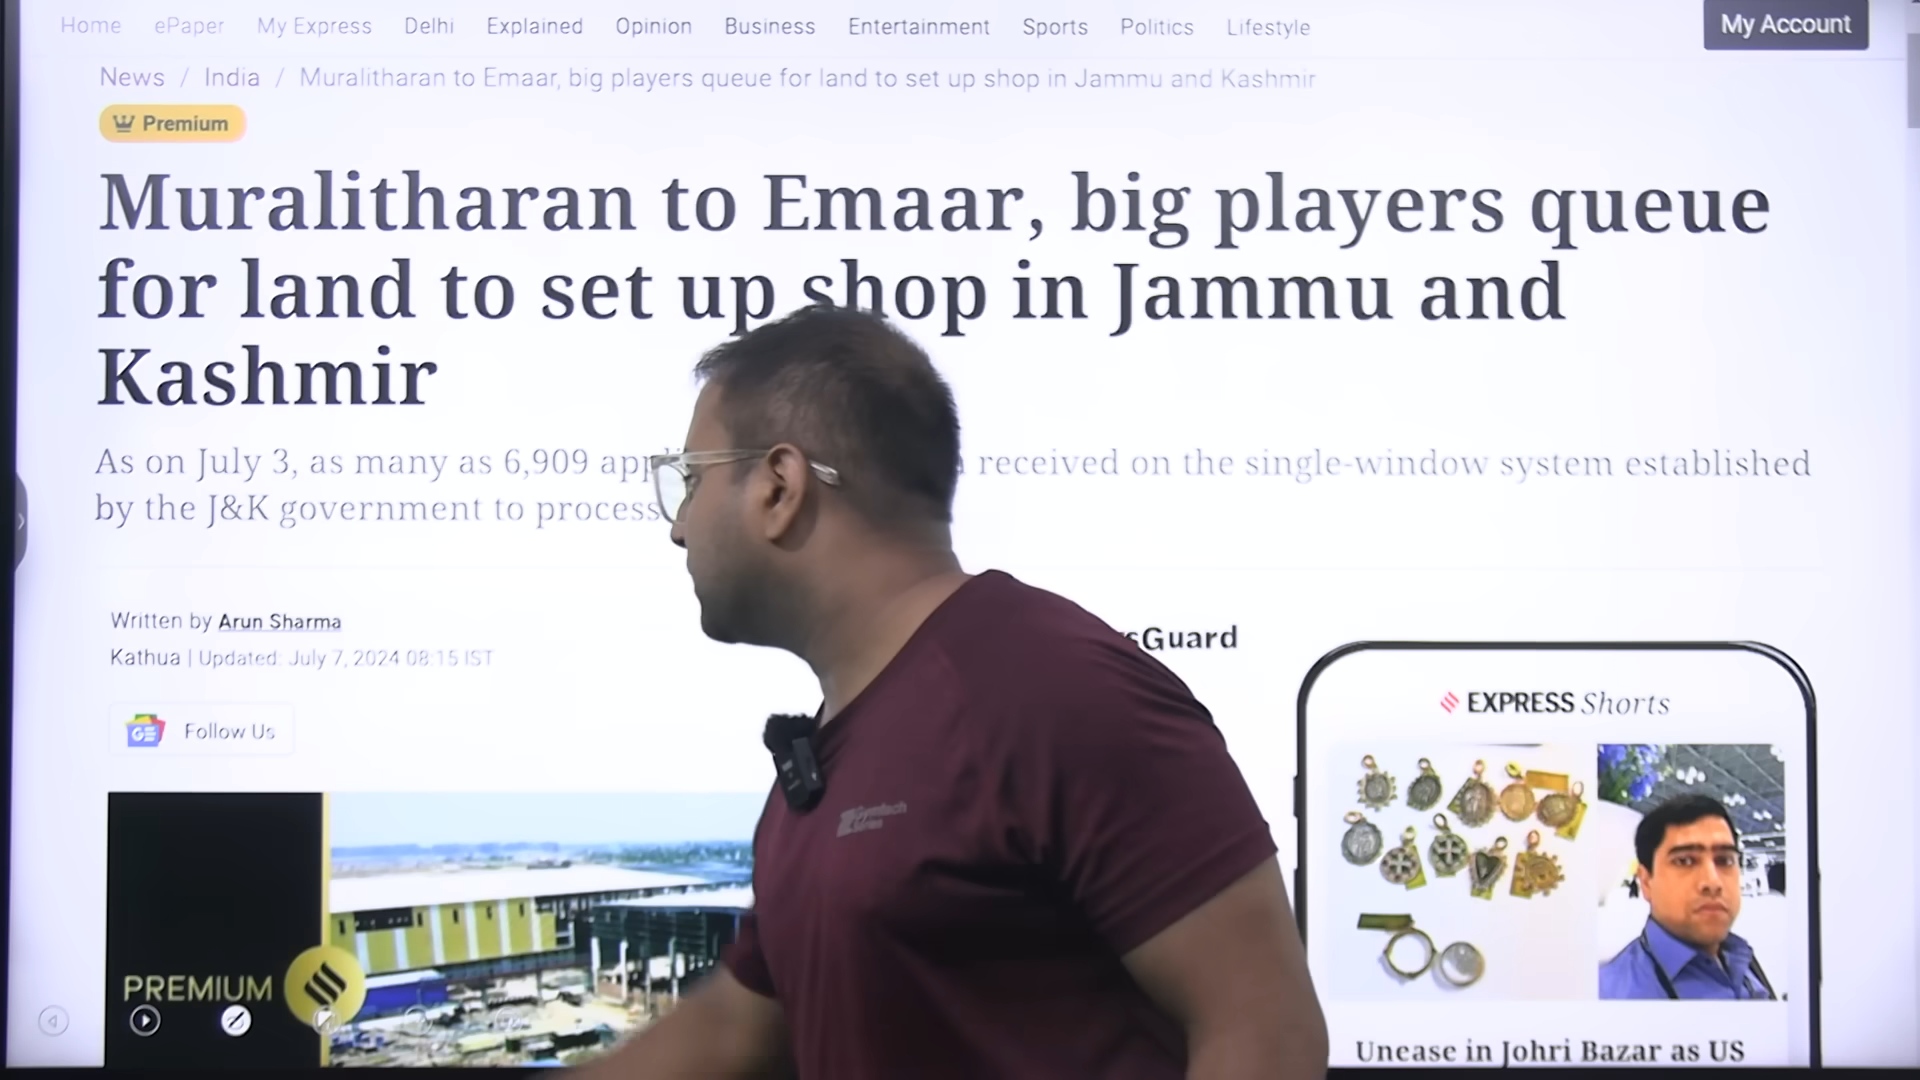 Home ePaper My Express Delhi Explained Opinion Business Entertainment Sports Politics Lifestyle My Account
News / India / Muralitharan to Emaar, big players queue for land to set up shop in Jammu and Kashmir
Premium
Muralitharan to Emaar, big players queue
for land to set up shop in Jammu and
Kashmir
As on July 3, as many as 6,909 received on the single-window system established
by the J&K government to process
Written by Arun Sharma
Kathua | Updated: July 7, 2024 08:15 IST
sGuard
GE Follow Us
EXPRESS Shorts
PREMIUM
Unease in Johri Bazar as US